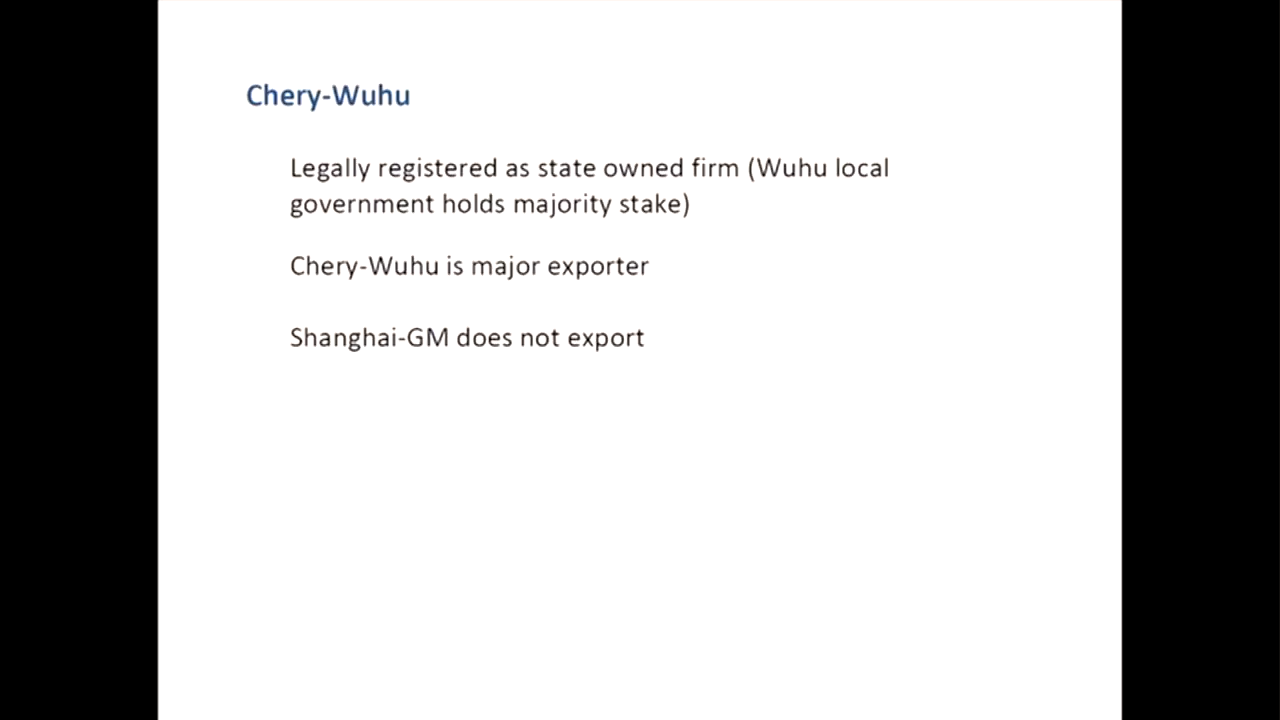 Chery-Wuhu
Legally registered as state owned firm (Wuhu local
government holds majority stake)
Chery-Wuhu is major exporter
Shanghai-GM does not export